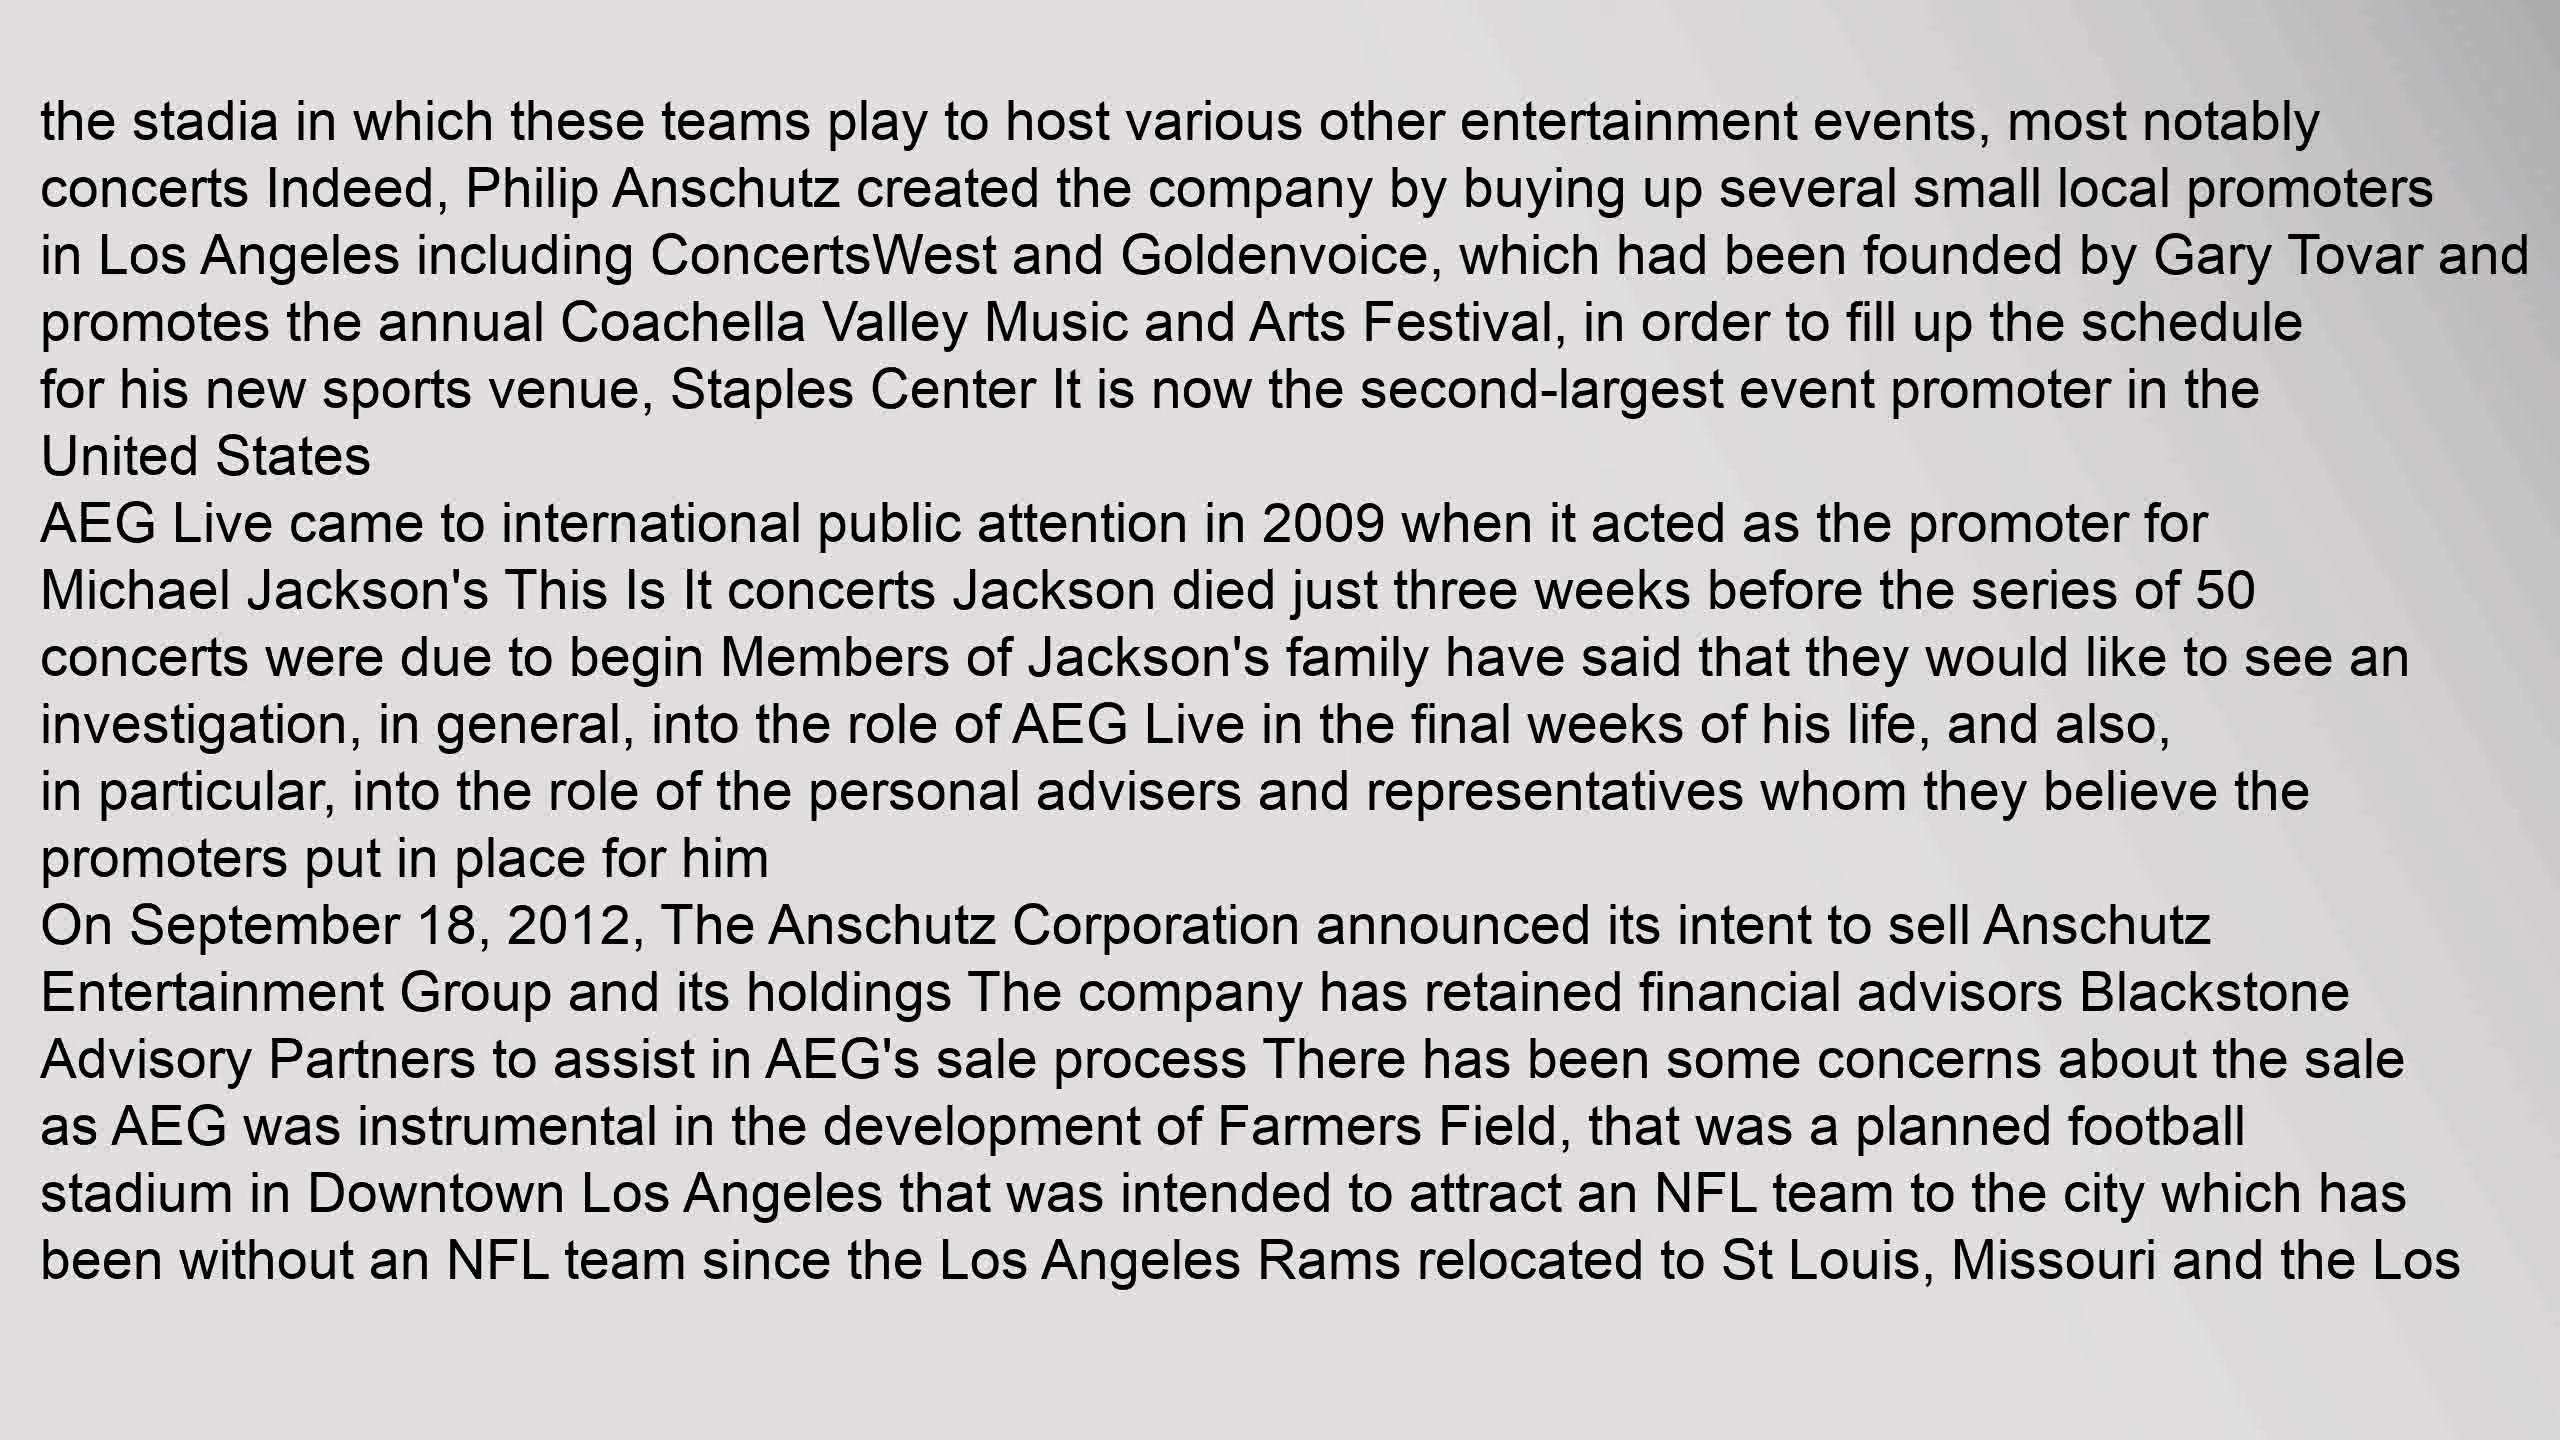 the stadia in which these teams play to host various other entertainment events, most notably
concerts Indeed, Philip Anschutz created the company by buying up several small local promoters
in Los Angeles including ConcertsWest and Goldenvoice, which had been founded by Gary Tovar and
promotes the annual Coachella Valley Music and Arts Festival, in order to fill up the schedule
for his new sports venue, Staples Center It is now the second-largest event promoter in the
United States
AEG Live came to international public attention in 2009 when it acted as the promoter for
Michael Jackson's This Is It concerts Jackson died just three weeks before the series of 50
concerts were due to begin Members of Jackson's family have said that they would like to see an
investigation, in general, into the role of AEG Live in the final weeks of his life, and also,
in particular, into the role of the personal advisers and representatives whom they believe the
promoters put in place for him
On September 18, 2012, The Anschutz Corporation announced its intent to sell Anschutz
Entertainment Group and its holdings The company has retained financial advisors Blackstone
Advisory Partners to assist in AEG's sale process There has been some concerns about the sale
as AEG was instrumental in the development of Farmers Field, that was a planned football
stadium in Downtown Los Angeles that was intended to attract an NFL team to the city which has
been without an NFL team since the Los Angeles Rams relocated to St Louis, Missouri and the Los